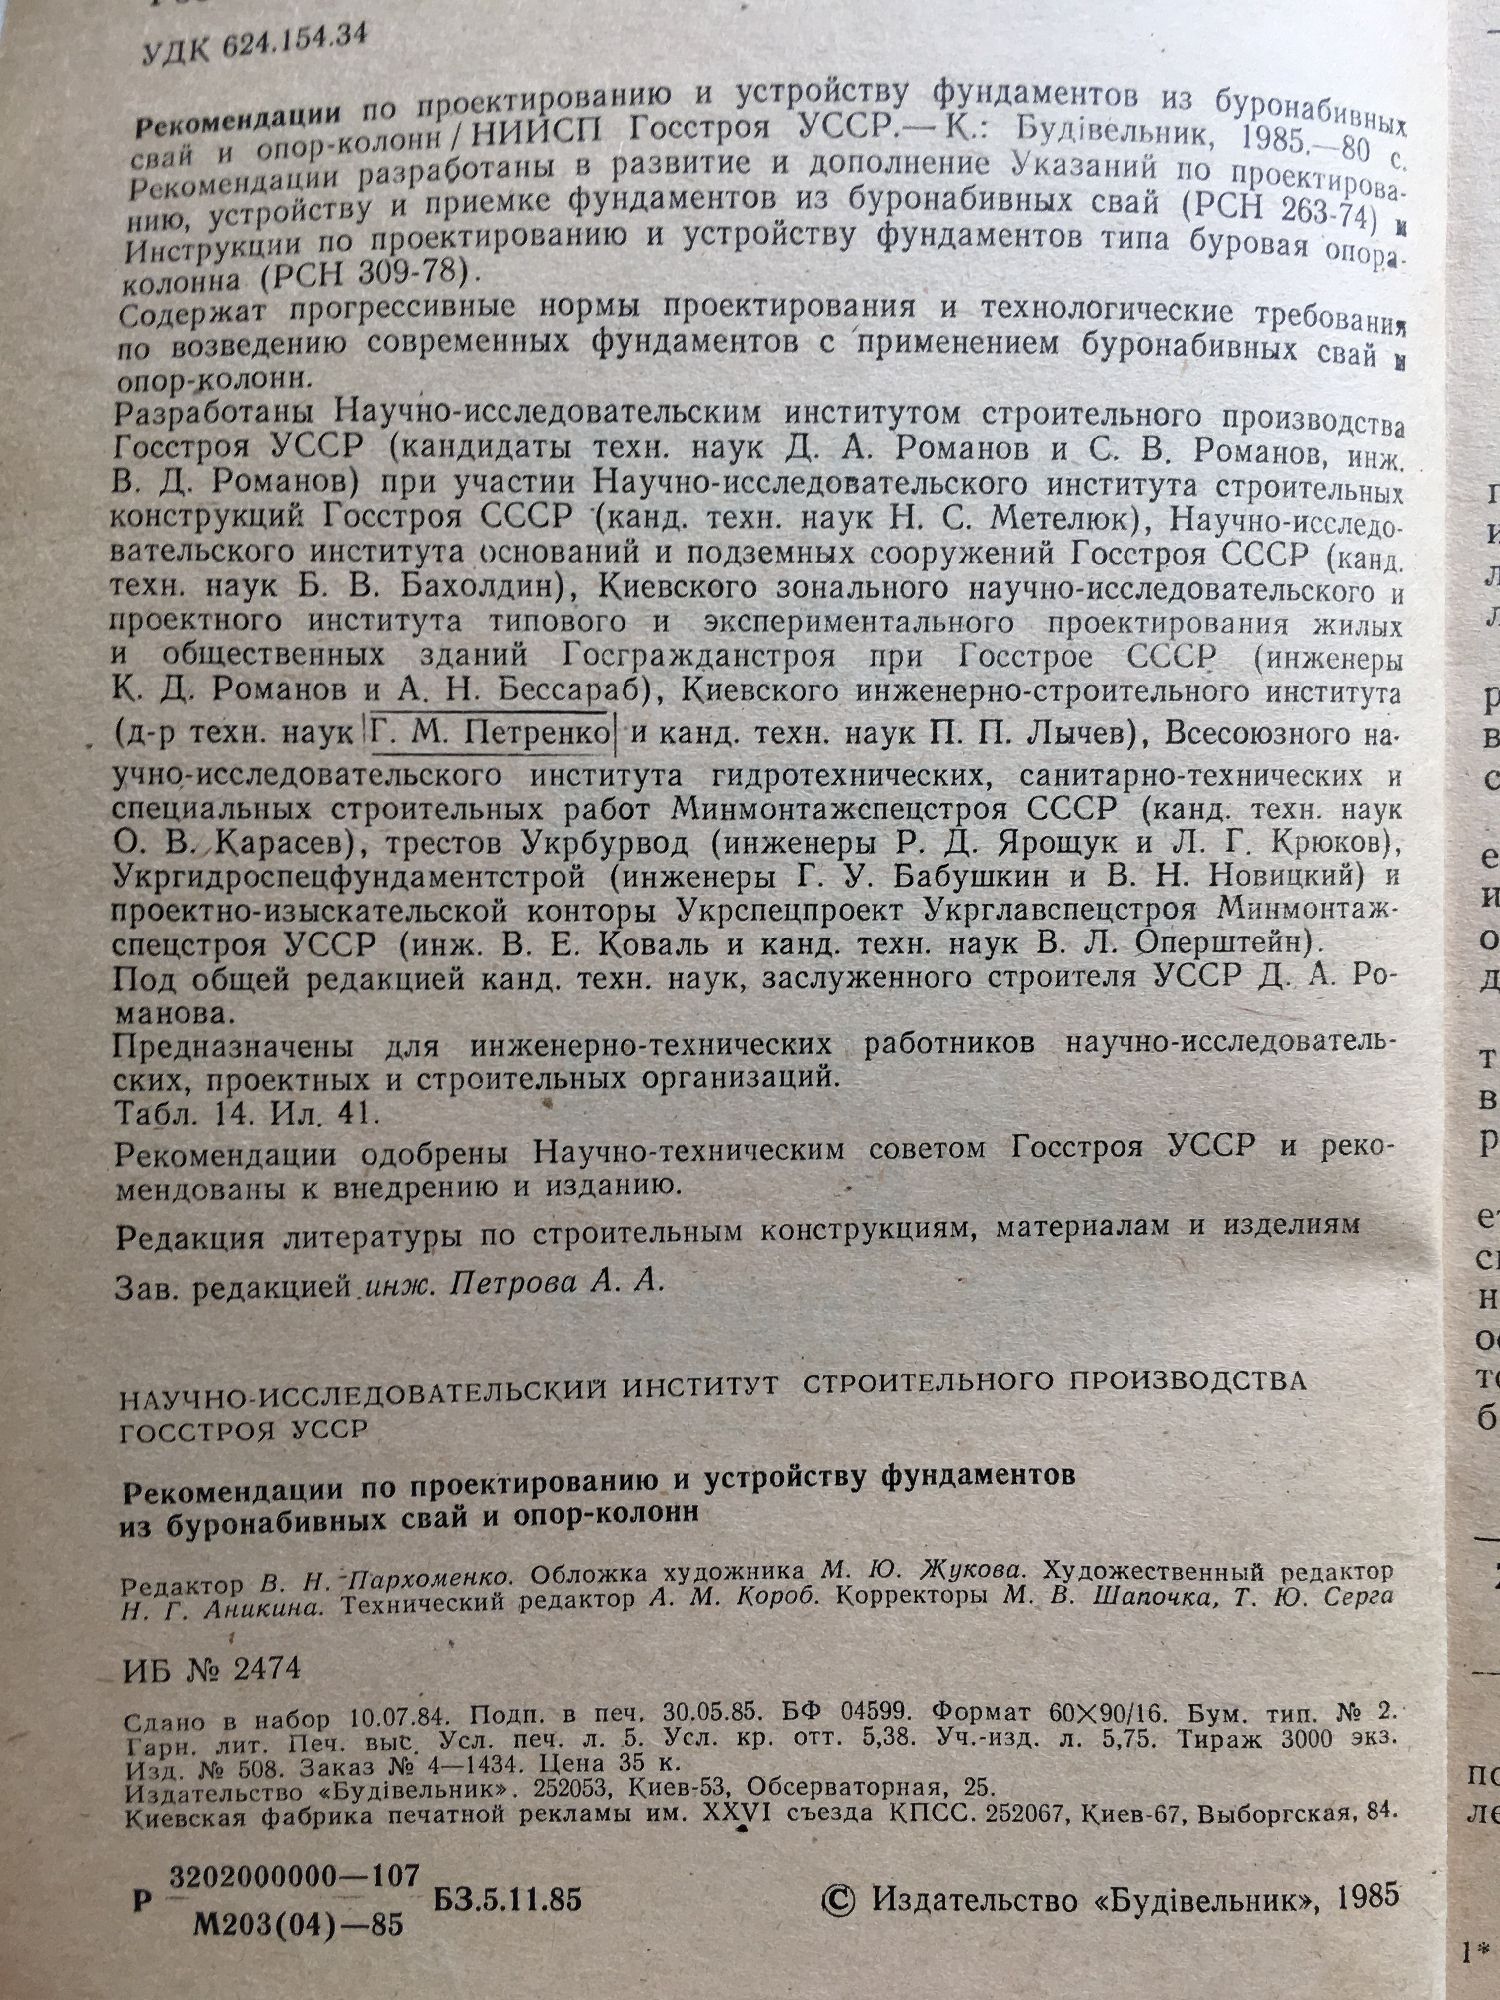 УДК 624.154.34
Рекомендации по проектированию и устройству фундаментов из буронабивных
свай и опор-колонн / НИИСП Госстроя УССР.— К.: Будівельник, 1985.—80 с.
Рекомендации разработаны в развитие и дополнение Указаний по проектирова-
нию, устройству и приемке фундаментов из буронабивных свай (РСН 263-74) и
Инструкции по проектированию и устройству фундаментов типа буровая опора-
колонна (РСН 309-78).
Содержат прогрессивные нормы проектирования и технологические требования
по возведению современных фундаментов с применением буронабивных свай и
опор-колонн.
Разработаны Научно-исследовательским институтом строительного производства
Госстроя УССР (кандидаты техн. наук Д. А. Романов и С. В. Романов, инж.
В. Д. Романов) при участии Научно-исследовательского института строительных
конструкций Госстроя СССР (канд. техн. наук Н. С. Метелюк), Научно-исследо-
вательского института оснований и подземных сооружений Госстроя СССР (канд.
техн. наук Б. В. Бахолдин), Киевского зонального научно-исследовательского и
проектного института типового и экспериментального проектирования жилых
и общественных зданий Госгражданстроя при Госстрое СССР (инженеры
К. Д. Романов и А. Н. Бессараб), Киевского инженерно-строительного института
(д-р техн. наук Г. М. Петренко и канд. техн. наук П. П. Лычев), Всесоюзного на-
учно-исследовательского института гидротехнических, санитарно-технических и
специальных строительных работ Минмонтажспецстроя СССР (канд. техн. наук
О. В. Карасев), трестов Укрбурвод (инженеры Р. Д. Ярощук и Л. Г. Крюков),
Укргидроспецфундаментстрой (инженеры Г. У. Бабушкин и В. Н. Новицкий) и
проектно-изыскательской конторы Укрспецпроект Укрглавспецстроя Минмонтаж-
спецстроя УССР (инж. В. Е. Коваль и канд. техн. наук В. Л. Оперштейн).
Под общей редакцией канд. техн. наук, заслуженного строителя УССР Д. А. Ро-
манова.
Предназначены для инженерно-технических работников научно-исследователь-
ских, проектных и строительных организаций.
Табл. 14. Ил. 41.
Рекомендации одобрены Научно-техническим советом Госстроя УССР и реко-
мендованы к внедрению и изданию.
Редакция литературы по строительным конструкциям, материалам и изделиям
Зав. редакцией инж. Петрова А. А.
НАУЧНО-ИССЛЕДОВАТЕЛЬСКИЙ ИНСТИТУТ СТРОИТЕЛЬНОГО ПРОИЗВОДСТВА
ГОССТРОЯ УССР
Рекомендации по проектированию и устройству фундаментов
из буронабивных свай и опор-колонн
Редактор В. Н. Пархоменко. Обложка художника М. Ю. Жукова. Художественный редактор
Н. Г. Аникина. Технический редактор А. М. Короб. Корректоры М. В. Шапочка, Т. Ю. Серга
ИБ № 2474
Сдано в набор 10.07.84. Подп. в печ. 30.05.85. БФ 04599. Формат 60×90/16. Бум. тип. № 2.
Гарн. лит. Печ. выс. Усл. печ. л. 5. Усл. кр. отт. 5,38. Уч.-изд. л. 5,75. Тираж 3000 экз.
Изд. № 508. Заказ № 4—1434. Цена 35 к.
Издательство «Будівельник». 252053, Киев-53, Обсерваторная, 25.
Киевская фабрика печатной рекламы им. XXVI съезда КПСС. 252067, Киев-67, Выборгская, 84.
3202000000—107
Р БЗ.5.11.85 © Издательство «Будівельник», 1985
М203(04)—85
1*